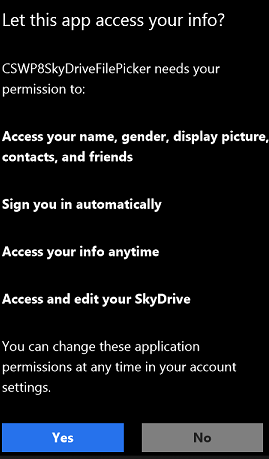 Let this app access your info?
CSWP8SkyDriveFilePicker needs your
permission to:
Access your name, gender, display picture,
contacts, and friends
Sign you in automatically
Access your info anytime
Access and edit your SkyDrive
You can change these application
permissions at any time in your account
settings.
Yes
No